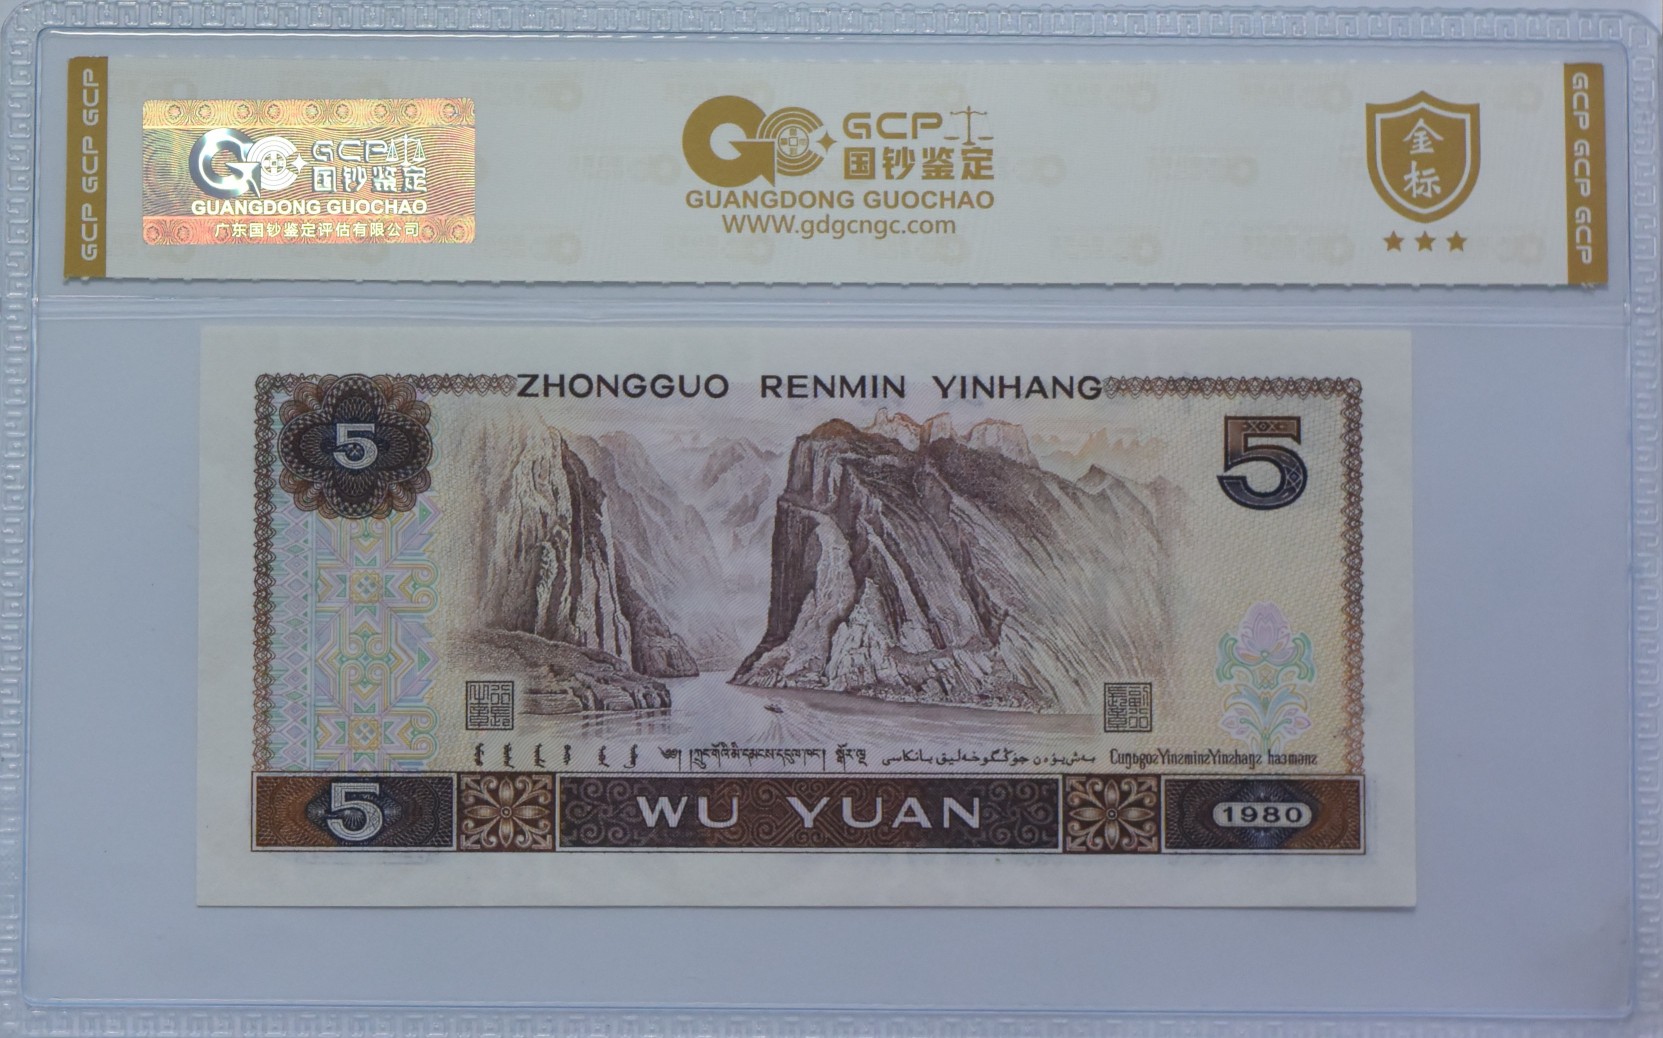 GCP GCP GCP
GCP
国钞鉴定
GUANGDONG GUOCHAO
广东国钞鉴定评估有限公司
GCP
国钞鉴定
GUANGDONG GUOCHAO
WWW.gdgcngc.com
金标
GCP GCP GCP
ZHONGGUO RENMIN YINHANG
5
5
5
WU YUAN
1980